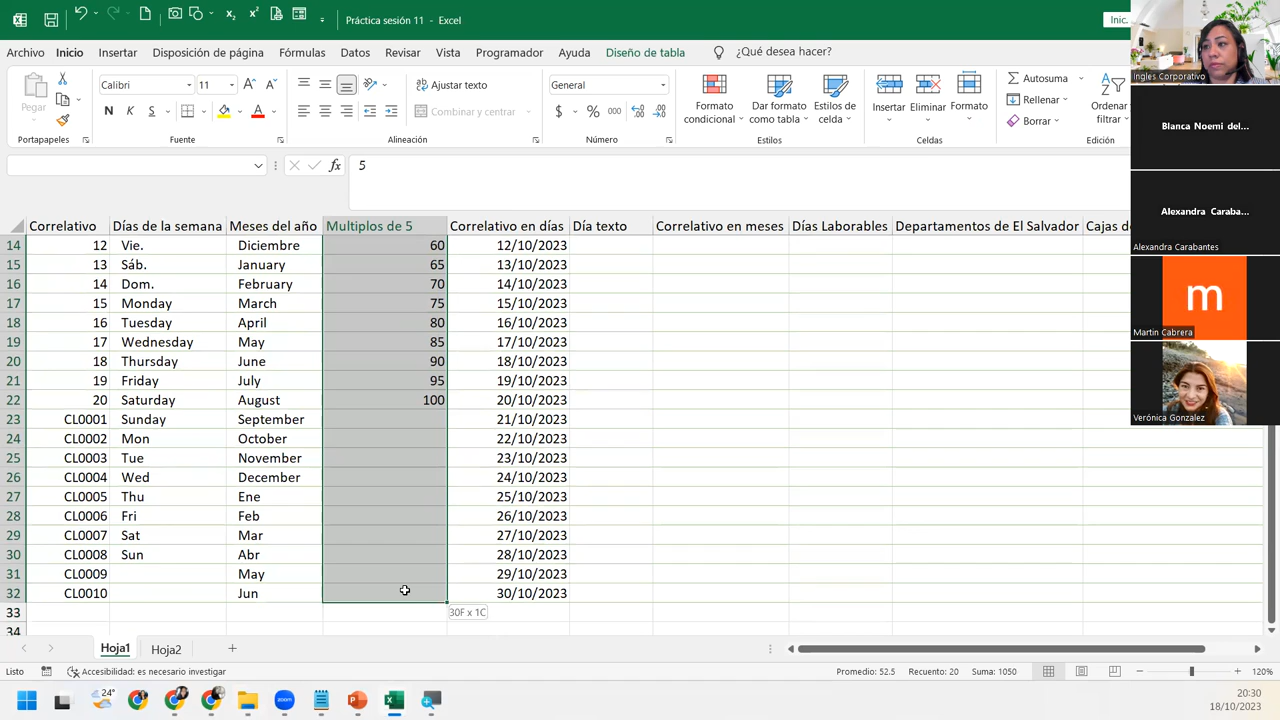 Práctica sesión 11 - Excel
Inic.
Archivo Inicio Insertar Disposición de página Fórmulas Datos Revisar Vista Programador Ayuda Diseño de tabla ¿Qué desea hacer?
Pegar
Calibri 11
N K S
Ajustar texto
Combinar y centrar
General
$ % 000
Formato condicional
Dar formato como tabla
Estilos de celda
Insertar
Eliminar
Formato
Autosuma
Rellenar
Borrar
Ordenar
filtrar
Portapapeles Fuente Alineación Número Estilos Celdas Edición
fx 5
Correlativo Días de la semana Meses del año Multiplos de 5 Correlativo en días Día texto Correlativo en meses Días Laborables Departamentos de El Salvador Cajas de
14 12 Vie. Diciembre 60 12/10/2023
15 13 Sáb. January 65 13/10/2023
16 14 Dom. February 70 14/10/2023
17 15 Monday March 75 15/10/2023
18 16 Tuesday April 80 16/10/2023
19 17 Wednesday May 85 17/10/2023
20 18 Thursday June 90 18/10/2023
21 19 Friday July 95 19/10/2023
22 20 Saturday August 100 20/10/2023
23 CL0001 Sunday September 21/10/2023
24 CL0002 Mon October 22/10/2023
25 CL0003 Tue November 23/10/2023
26 CL0004 Wed December 24/10/2023
27 CL0005 Thu Ene 25/10/2023
28 CL0006 Fri Feb 26/10/2023
29 CL0007 Sat Mar 27/10/2023
30 CL0008 Sun Abr 28/10/2023
31 CL0009 May 29/10/2023
32 CL0010 Jun 30/10/2023
33 30F x 1C
34
Hoja1 Hoja2
Listo Accesibilidad: es necesario investigar Promedio: 52.5 Recuento: 20 Suma: 1050 120%
24°
zoom
20:30
18/10/2023
Ingles Corporativo
Blanca Noemi del...
Alexandra Caraba...
Alexandra Carabantes
m
Martin Cabrera
Verónica Gonzalez